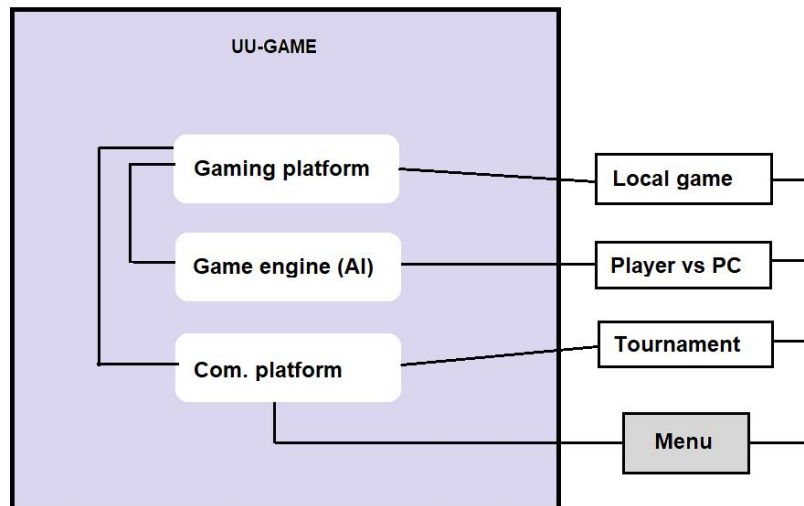 UU-GAME
Gaming platform
Local game
Game engine (AI)
Player vs PC
Com. platform
Tournament
Menu